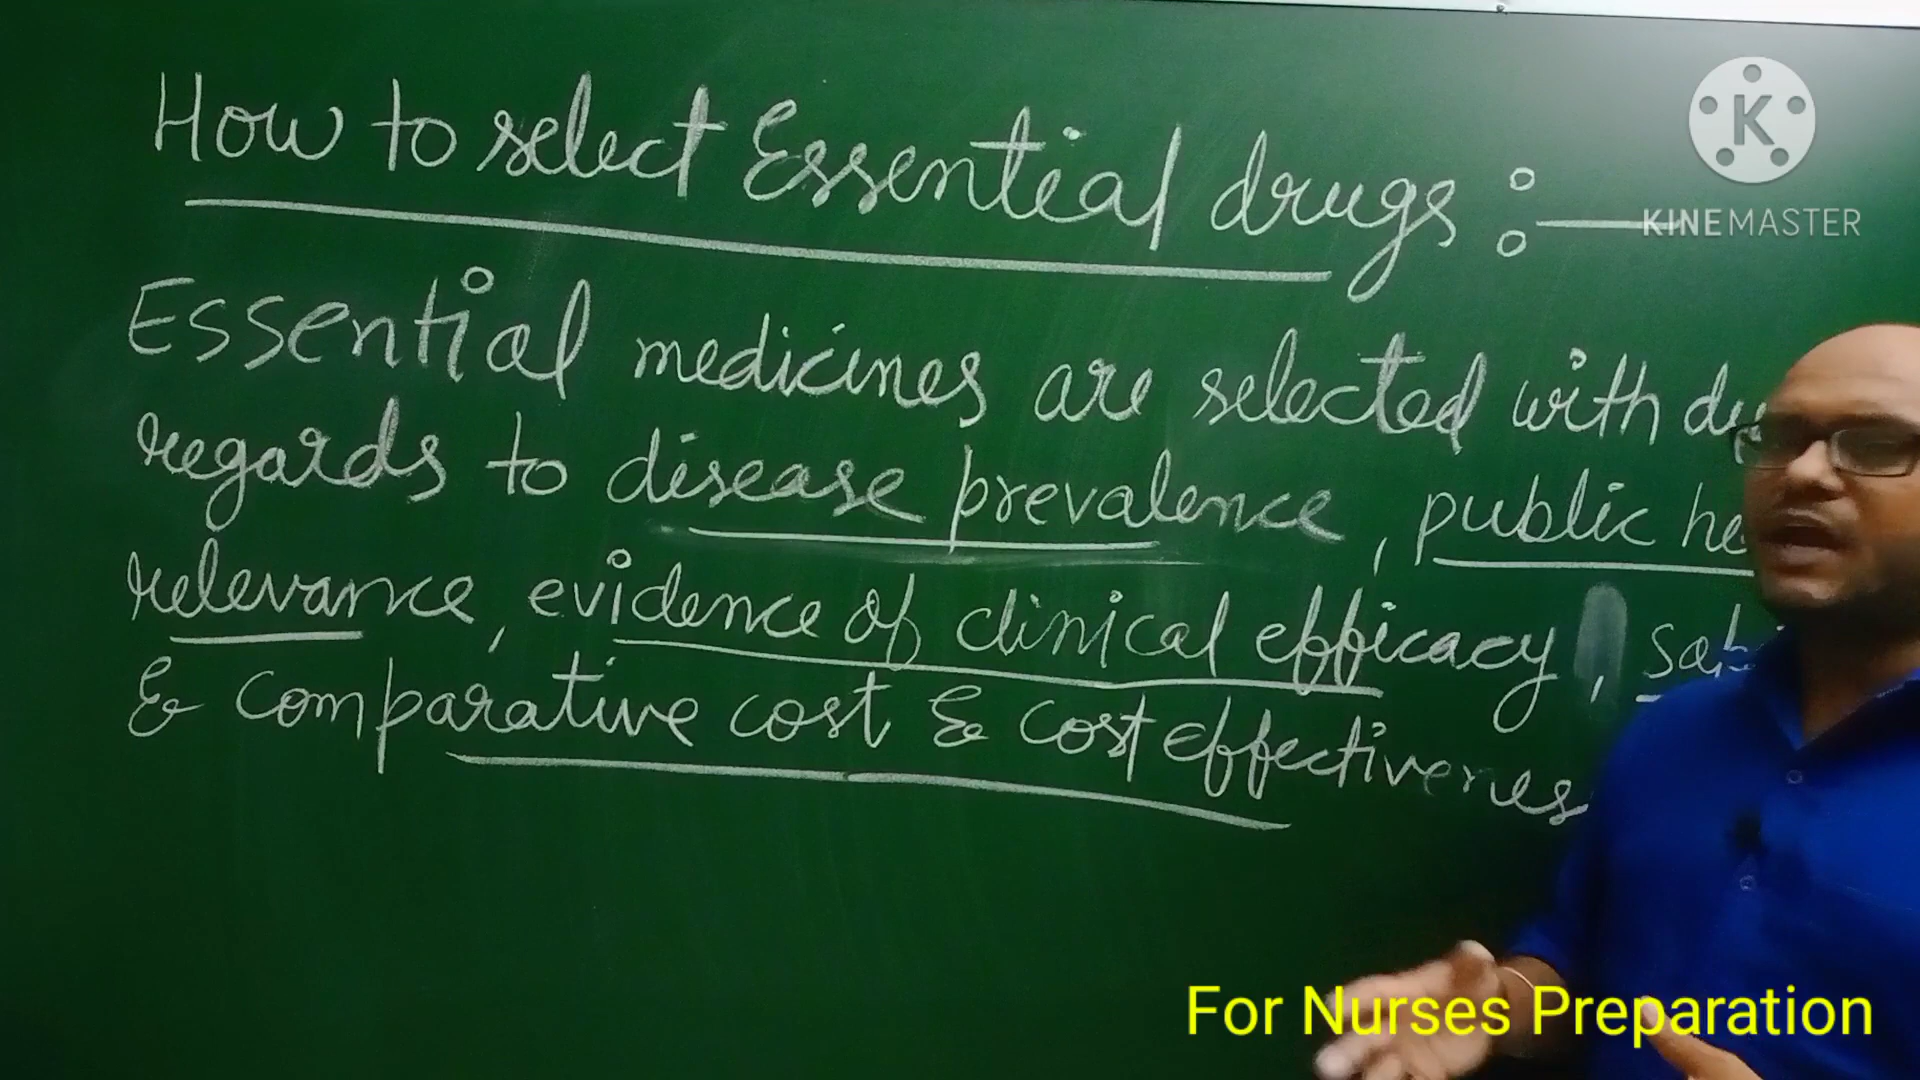 How to select Essential drugs :—
KINEMASTER
Essential medicines are selected with
regards to disease prevalence, public
relevance, evidence of clinical efficacy,
& comparative cost & cost effectivenes
For Nurses Preparation